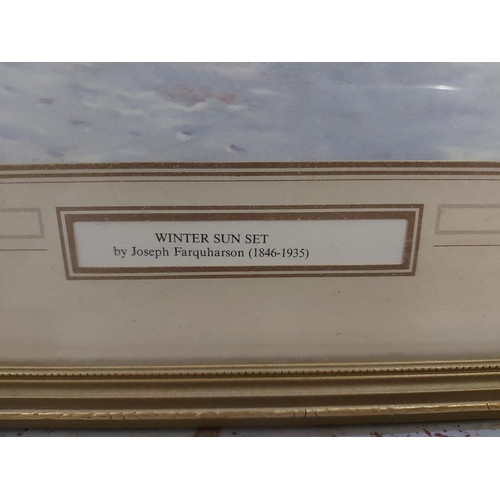 WINTER SUN SET
by Joseph Farquharson (1846-1935)